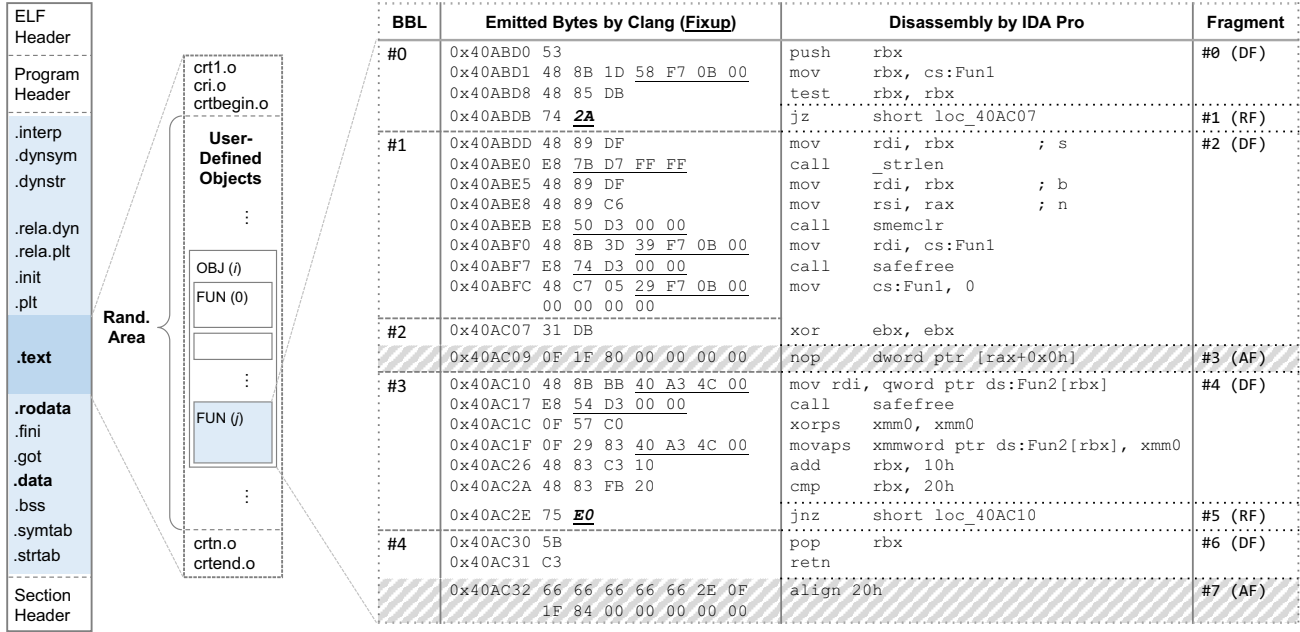 ELF
Header
Program
Header
.interp
.dynsym
.dynstr
.rela.dyn
.rela.plt
.init
.plt
.text
.rodata
.fini
.got
.data
.bss
.symtab
.strtab
Section
Header
Rand.
Area
crt1.o
cri.o
crtbegin.o
User-
Defined
Objects
⋮
OBJ (i)
FUN (0)
⋮
FUN (j)
⋮
crtn.o
crtend.o
BBL Emitted Bytes by Clang (Fixup) Disassembly by IDA Pro Fragment
#0 0x40ABD0 53 push rbx #0 (DF)
0x40ABD1 48 8B 1D 58 F7 0B 00 mov rbx, cs:Fun1
0x40ABD8 48 85 DB test rbx, rbx
0x40ABDB 74 2A jz short loc_40AC07 #1 (RF)
#1 0x40ABDD 48 89 DF mov rdi, rbx ; s #2 (DF)
0x40ABE0 E8 7B D7 FF FF call _strlen
0x40ABE5 48 89 DF mov rdi, rbx ; b
0x40ABE8 48 89 C6 mov rsi, rax ; n
0x40ABEB E8 50 D3 00 00 call smemclr
0x40ABF0 48 8B 3D 39 F7 0B 00 mov rdi, cs:Fun1
0x40ABF7 E8 74 D3 00 00 call safefree
0x40ABFC 48 C7 05 29 F7 0B 00 mov cs:Fun1, 0
00 00 00 00
#2 0x40AC07 31 DB xor ebx, ebx
0x40AC09 0F 1F 80 00 00 00 00 nop dword ptr [rax+0x0h] #3 (AF)
#3 0x40AC10 48 8B BB 40 A3 4C 00 mov rdi, qword ptr ds:Fun2[rbx] #4 (DF)
0x40AC17 E8 54 D3 00 00 call safefree
0x40AC1C 0F 57 C0 xorps xmm0, xmm0
0x40AC1F 0F 29 83 40 A3 4C 00 movaps xmmword ptr ds:Fun2[rbx], xmm0
0x40AC26 48 83 C3 10 add rbx, 10h
0x40AC2A 48 83 FB 20 cmp rbx, 20h
0x40AC2E 75 E0 jnz short loc_40AC10 #5 (RF)
#4 0x40AC30 5B pop rbx #6 (DF)
0x40AC31 C3 retn
0x40AC32 66 66 66 66 66 2E 0F align 20h #7 (AF)
1F 84 00 00 00 00 00